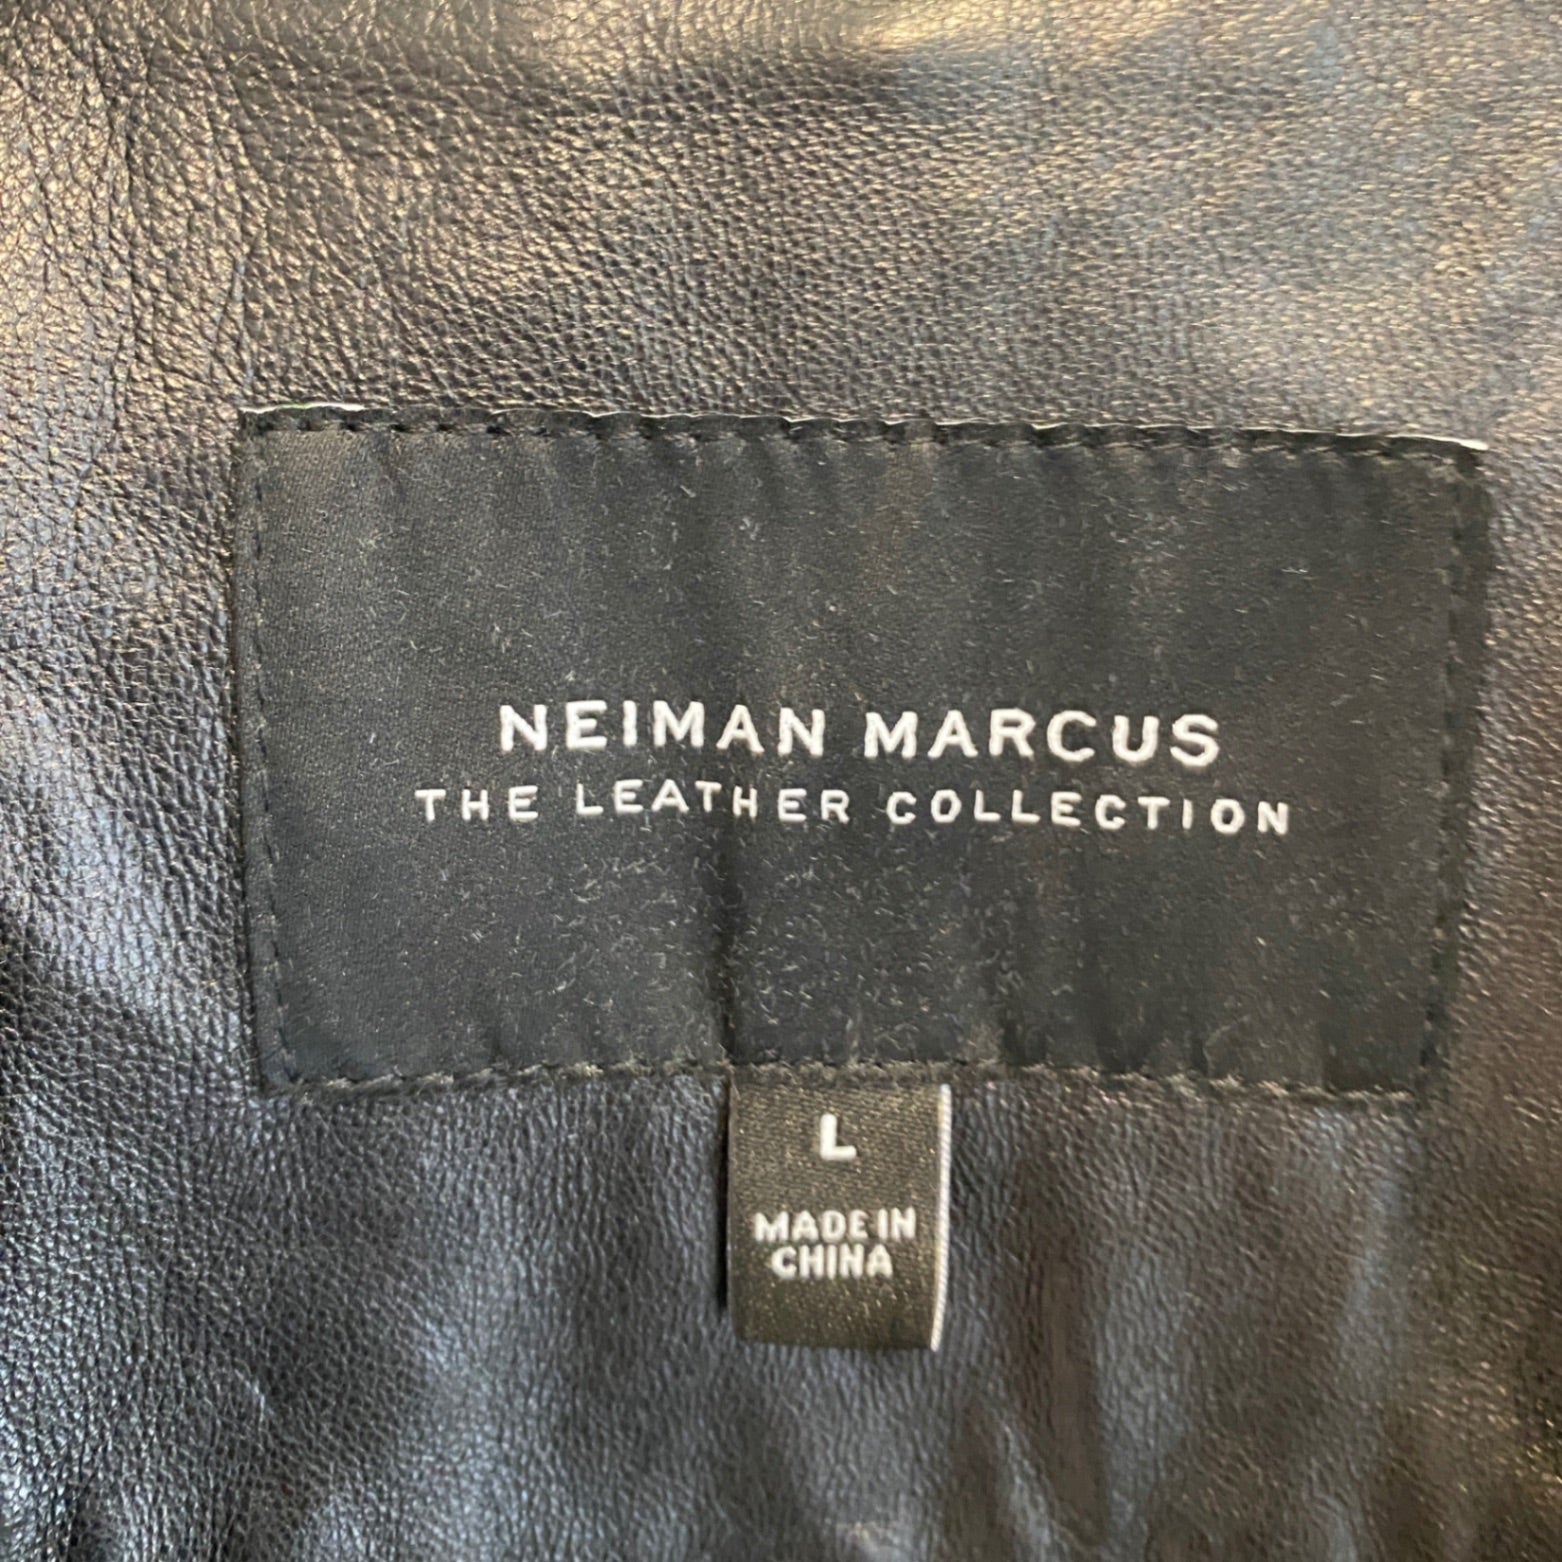 NEIMAN MARCUS
THE LEATHER COLLECTION
L
MADE IN
CHINA